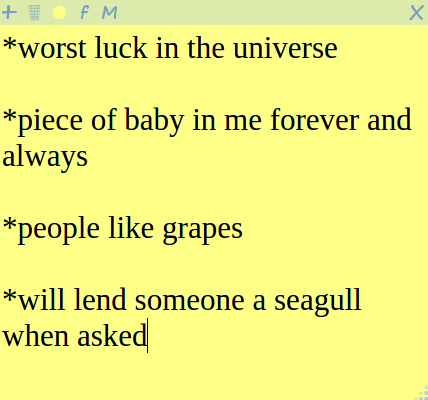 f M X
*worst luck in the universe
*piece of baby in me forever and
always
*people like grapes
*will lend someone a seagull
when asked